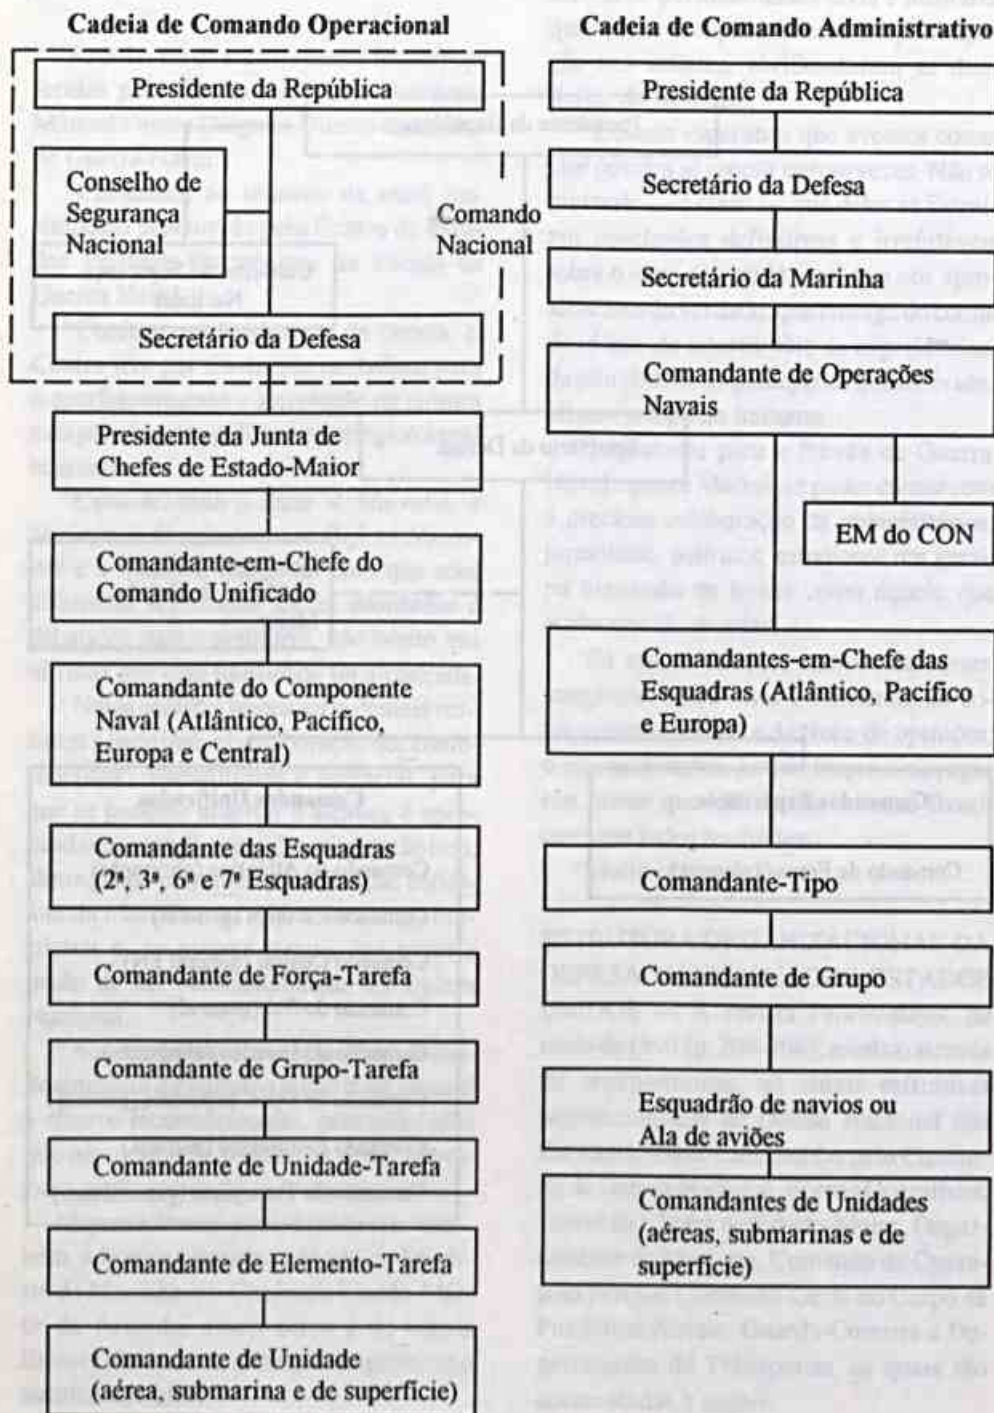 Cadeia de Comando Operacional
Presidente da República
Conselho de
Segurança
Nacional
Comando
Nacional
Secretário da Defesa
Presidente da Junta de
Chefes de Estado-Maior
Comandante-em-Chefe do
Comando Unificado
Comandante do Componente
Naval (Atlântico, Pacífico,
Europa e Central)
Comandante das Esquadras
(2ª, 3ª, 6ª e 7ª Esquadras)
Comandante de Força-Tarefa
Comandante de Grupo-Tarefa
Comandante de Unidade-Tarefa
Comandante de Elemento-Tarefa
Comandante de Unidade
(aérea, submarina e de superfície)
Cadeia de Comando Administrativo
Presidente da República
Secretário da Defesa
Secretário da Marinha
Comandante de Operações
Navais
EM do CON
Comandantes-em-Chefe das
Esquadras (Atlântico, Pacífico
e Europa)
Comandante-Tipo
Comandante de Grupo
Esquadrão de navios ou
Ala de aviões
Comandantes de Unidades
(aéreas, submarinas e de
superfície)